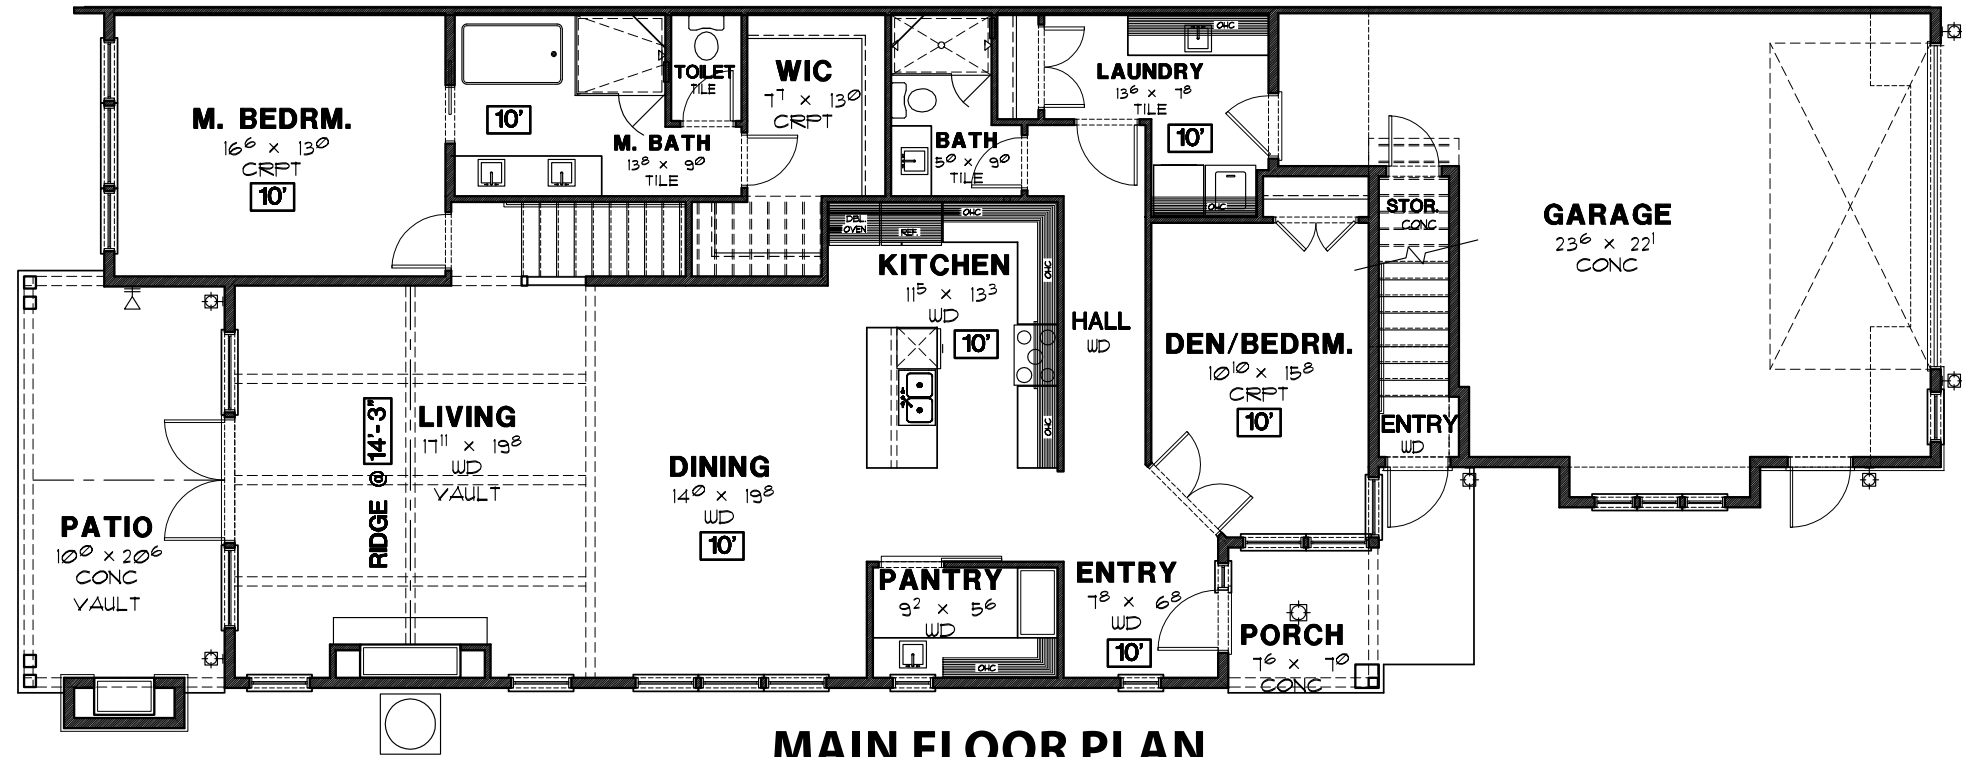 M. BEDRM.
16⁶ x 13⁰
CRPT
10'
10'
M. BATH
13⁸ x 9⁰
TILE
TOILET
TILE
WIC
7⁷ x 13⁰
CRPT
BATH
5⁰ x 9⁰
TILE
OHC
LAUNDRY
13⁶ x 7⁸
TILE
10'
OHC
STOR.
CONC
GARAGE
23⁶ x 22¹
CONC
DBL.
OVEN
REF.
OHC
OHC
KITCHEN
11⁵ x 13³
WD
10'
OHC
HALL
WD
DEN/BEDRM.
10¹⁰ x 15⁸
CRPT
10'
ENTRY
WD
LIVING
17¹¹ x 19⁸
WD
VAULT
RIDGE @ 14'-3"
DINING
14⁰ x 19⁸
WD
10'
PATIO
10⁰ x 20⁶
CONC
VAULT
PANTRY
9² x 5⁶
WD
OHC
ENTRY
7⁸ x 6⁸
WD
10'
PORCH
7⁶ x 7⁰
CONC
MAIN FLOOR PLAN